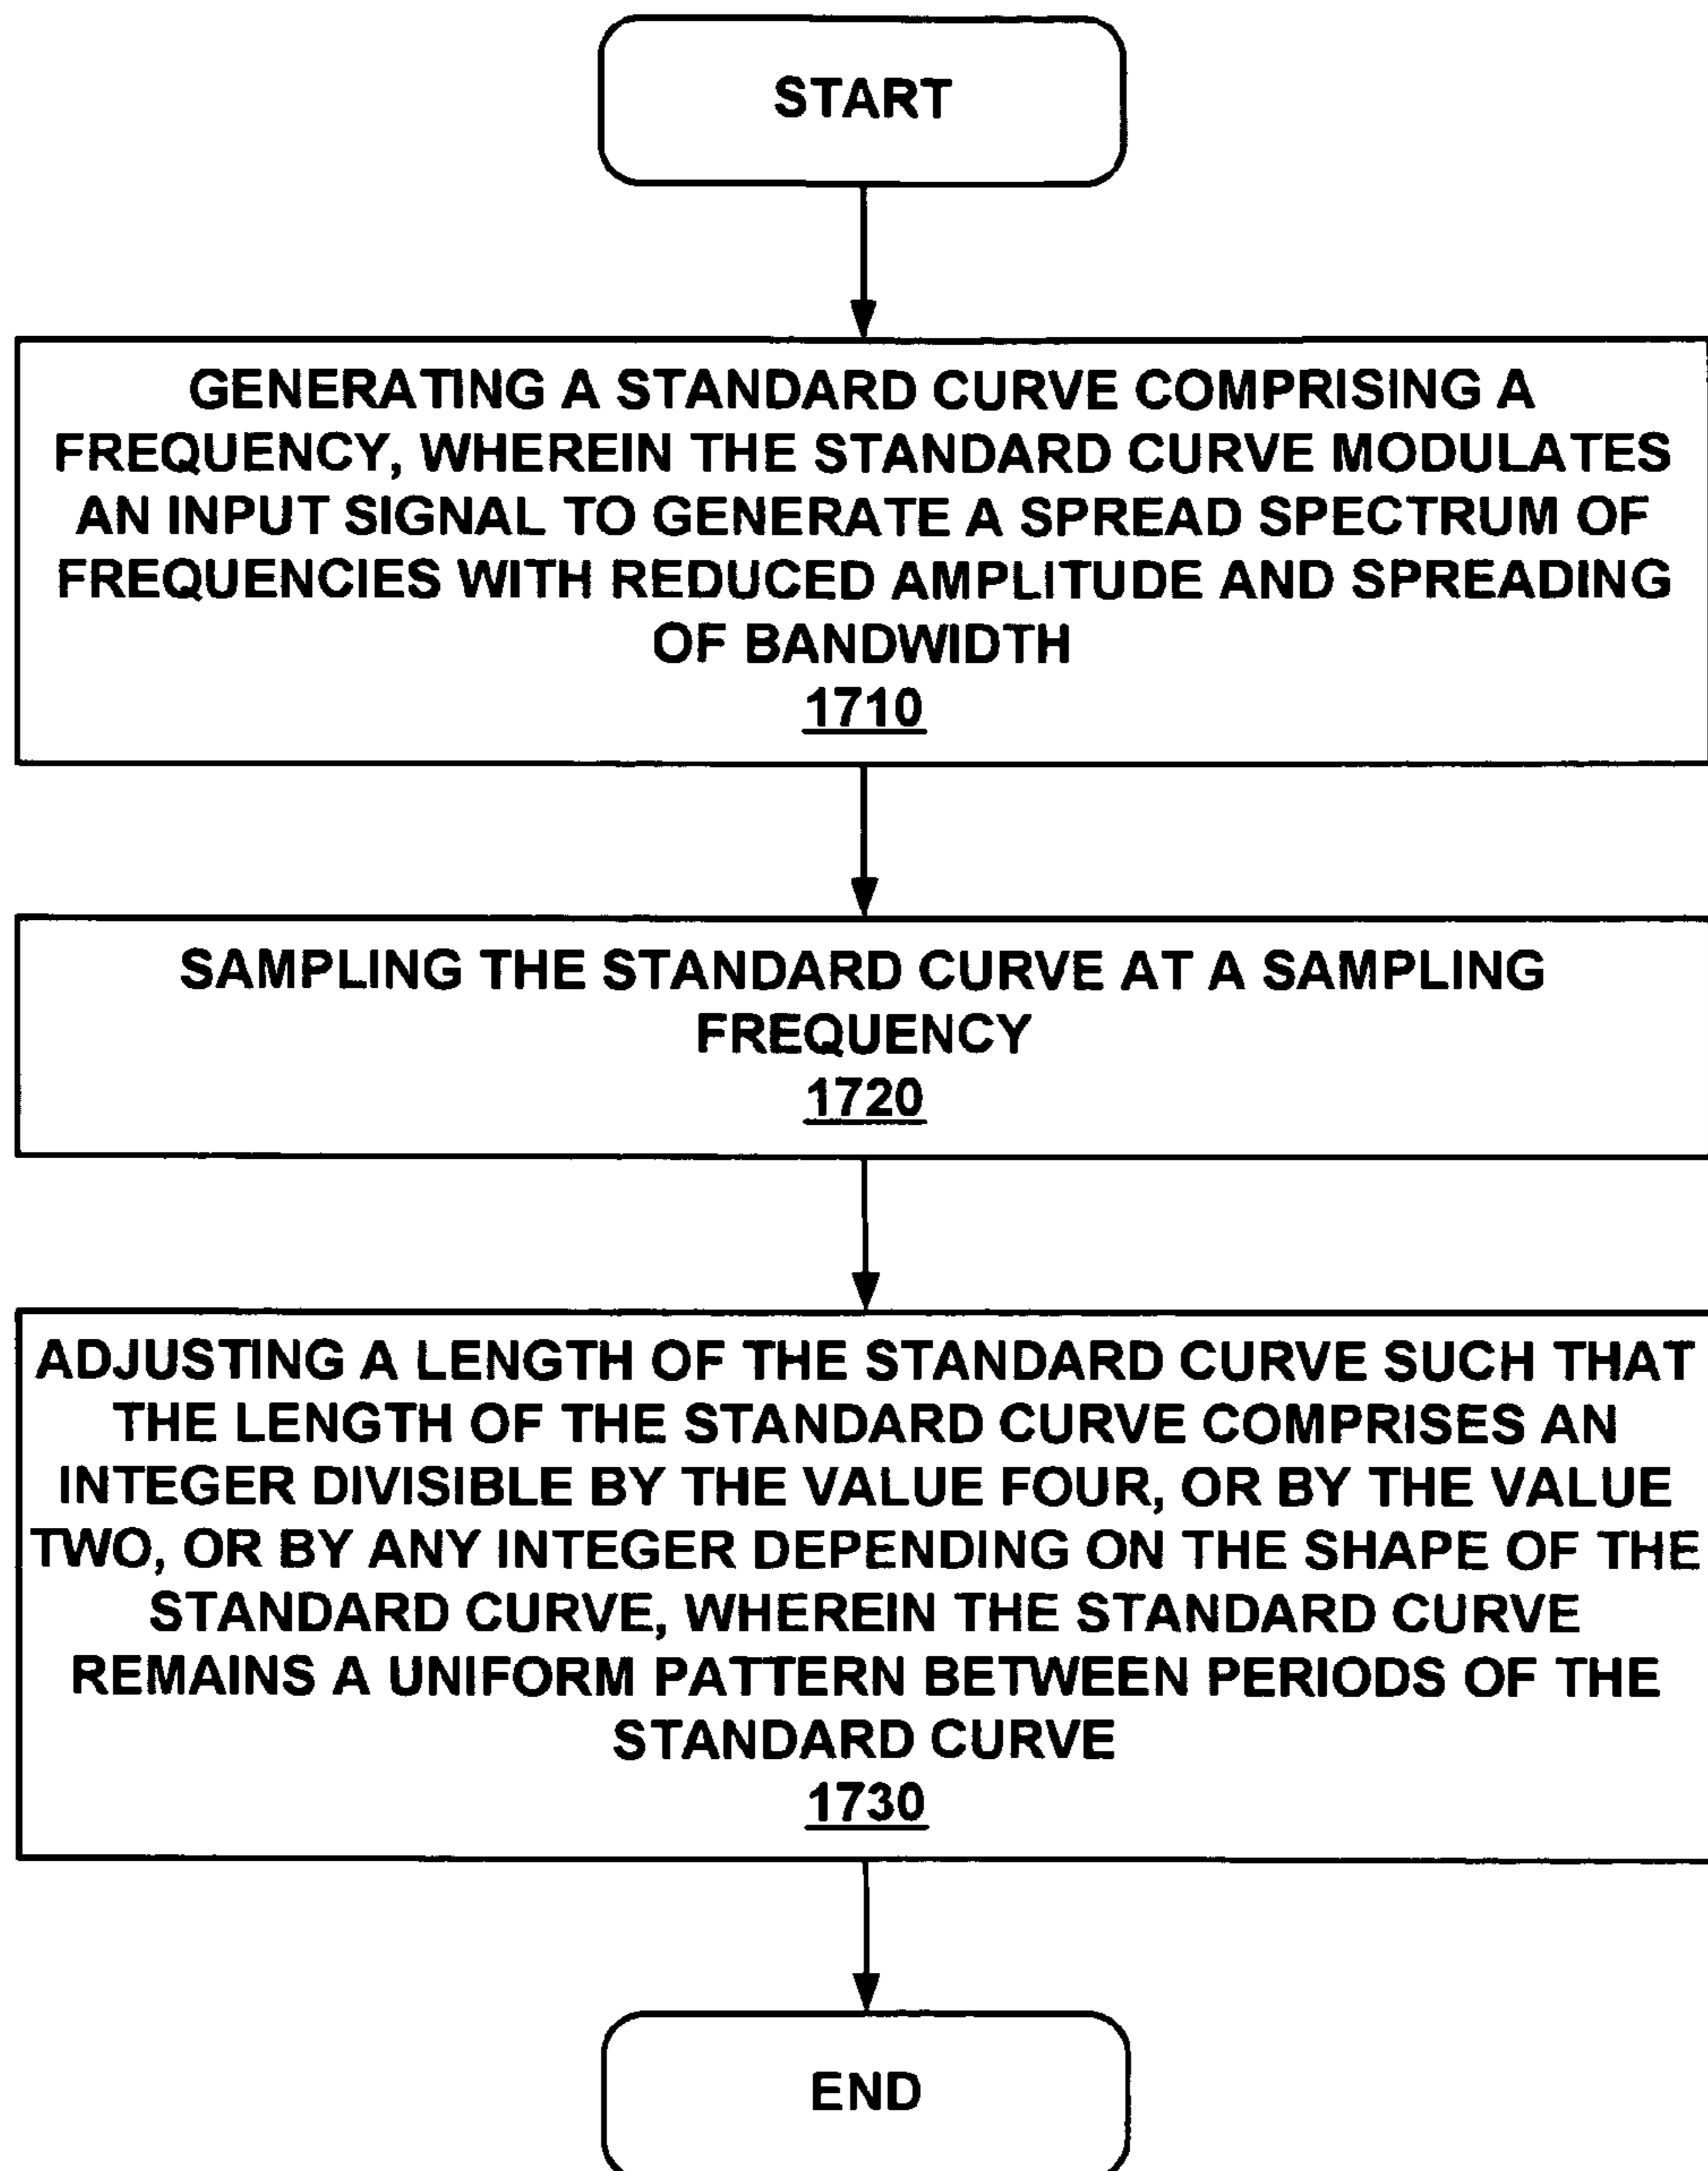 START
GENERATING A STANDARD CURVE COMPRISING A
FREQUENCY, WHEREIN THE STANDARD CURVE MODULATES
AN INPUT SIGNAL TO GENERATE A SPREAD SPECTRUM OF
FREQUENCIES WITH REDUCED AMPLITUDE AND SPREADING
OF BANDWIDTH
1710
SAMPLING THE STANDARD CURVE AT A SAMPLING
FREQUENCY
1720
ADJUSTING A LENGTH OF THE STANDARD CURVE SUCH THAT
THE LENGTH OF THE STANDARD CURVE COMPRISES AN
INTEGER DIVISIBLE BY THE VALUE FOUR, OR BY THE VALUE
TWO, OR BY ANY INTEGER DEPENDING ON THE SHAPE OF THE
STANDARD CURVE, WHEREIN THE STANDARD CURVE
REMAINS A UNIFORM PATTERN BETWEEN PERIODS OF THE
STANDARD CURVE
1730
END